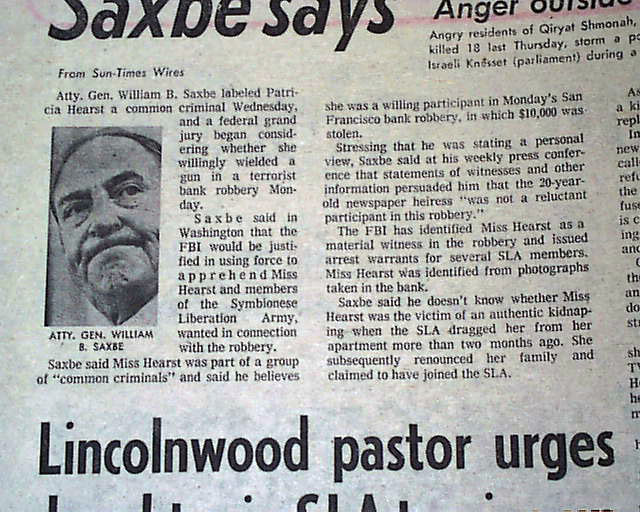 Saxbe says
From Sun-Times Wires
Atty. Gen. William B. Saxbe labeled Patri-
cia Hearst a common criminal Wednesday,
and a federal grand
jury began consid-
ering whether she
willingly wielded a
gun in a terrorist
bank robbery Mon-
day.
Saxbe said in
Washington that the
FBI would be justi-
fied in using force to
apprehend Miss
Hearst and members
of the Symbionese
Liberation Army,
wanted in connection
with the robbery.
ATTY. GEN. WILLIAM
B. SAXBE
Saxbe said Miss Hearst was part of a group
of "common criminals" and said he believes
she was a willing participant in Monday's San
Francisco bank robbery, in which $10,000 was
stolen.
Stressing that he was stating a personal
view, Saxbe said at his weekly press confer-
ence that statements of witnesses and other
information persuaded him that the 20-year-
old newspaper heiress "was not a reluctant
participant in this robbery."
The FBI has identified Miss Hearst as a
material witness in the robbery and issued
arrest warrants for several SLA members.
Miss Hearst was identified from photographs
taken in the bank.
Saxbe said he doesn't know whether Miss
Hearst was the victim of an authentic kidnap-
ing when the SLA dragged her from her
apartment more than two months ago. She
subsequently renounced her family and
claimed to have joined the SLA.
Anger outside
Angry residents of Qiryat Shmonah,
killed 18 last Thursday, storm a
Israeli Knesset (parliament) during a
Lincolnwood pastor urges
SLA